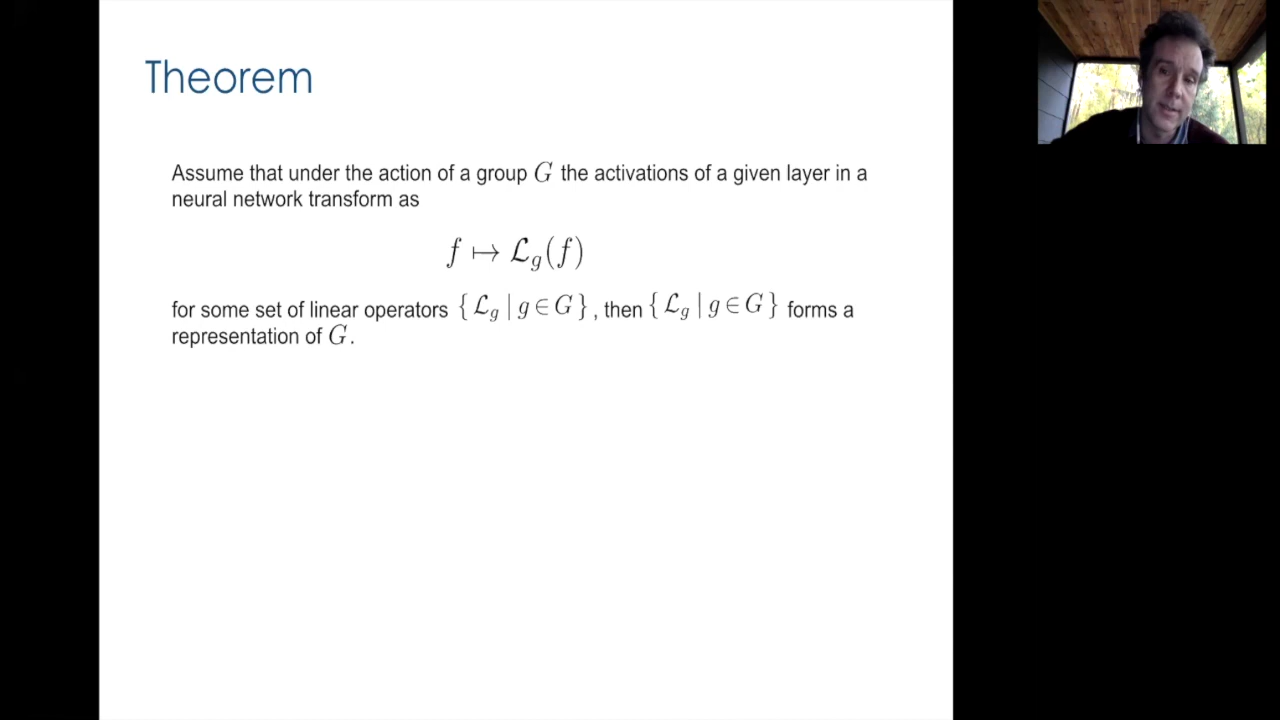 Theorem
Assume that under the action of a group G the activations of a given layer in a
neural network transform as
f ↦ ℒ_g(f)
for some set of linear operators { ℒ_g | g ∈ G } , then { ℒ_g | g ∈ G } forms a
representation of G .